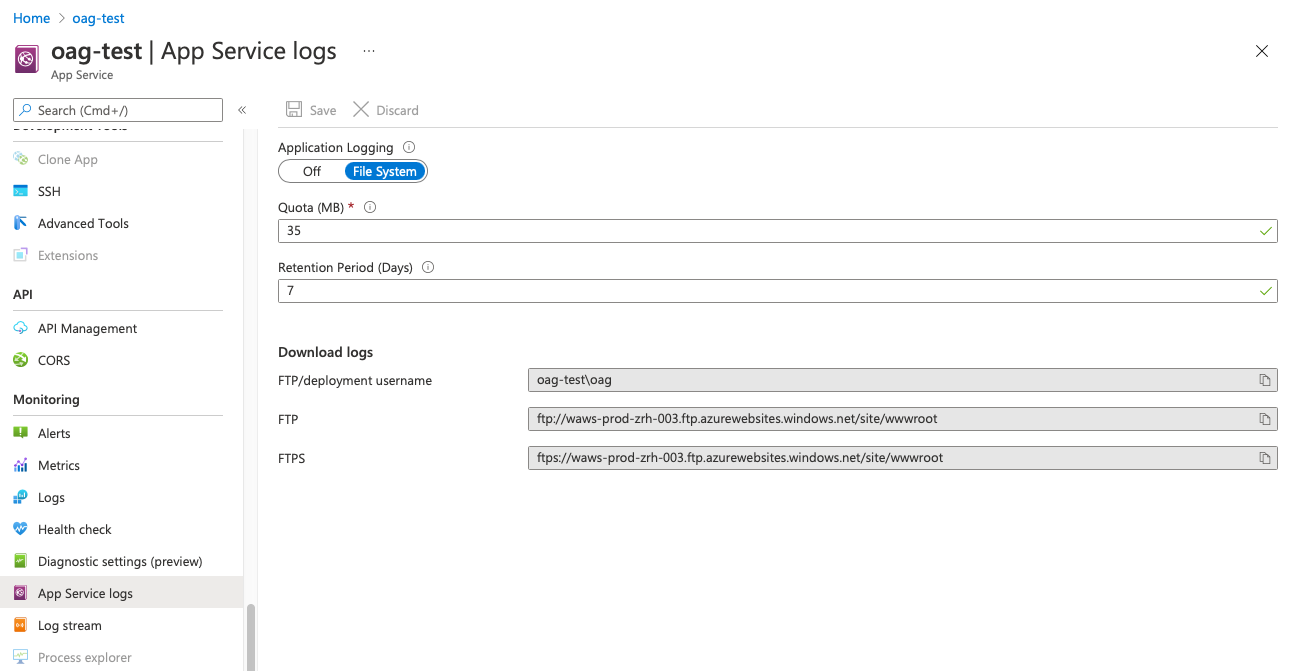 Home > oag-test
oag-test | App Service logs ...
App Service
Search (Cmd+/)
«
Save
Discard
Development Tools
Clone App
SSH
Advanced Tools
Extensions
API
API Management
CORS
Monitoring
Alerts
Metrics
Logs
Health check
Diagnostic settings (preview)
App Service logs
Log stream
Process explorer
Application Logging
Off
File System
Quota (MB) *
35
Retention Period (Days)
7
Download logs
FTP/deployment username
oag-test\oag
FTP
ftp://waws-prod-zrh-003.ftp.azurewebsites.windows.net/site/wwwroot
FTPS
ftps://waws-prod-zrh-003.ftp.azurewebsites.windows.net/site/wwwroot